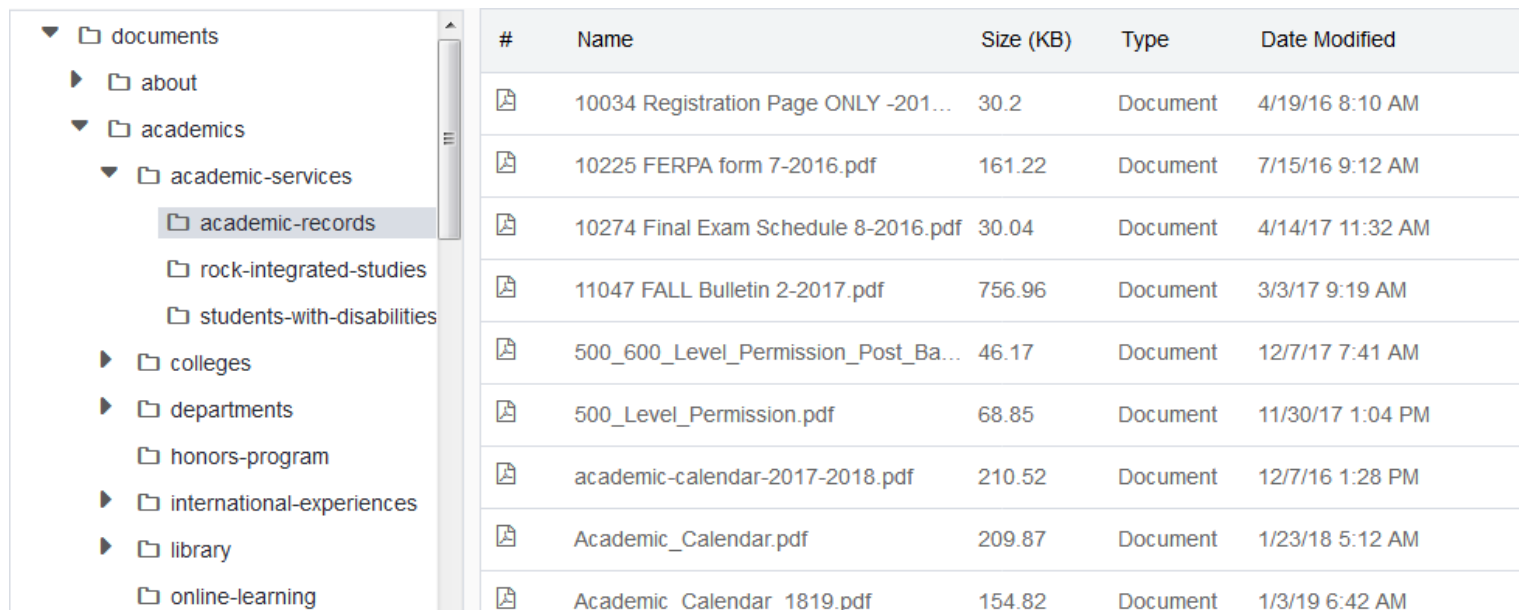 documents
about
academics
academic-services
academic-records
rock-integrated-studies
students-with-disabilities
colleges
departments
honors-program
international-experiences
library
online-learning
# Name Size (KB) Type Date Modified
10034 Registration Page ONLY -201... 30.2 Document 4/19/16 8:10 AM
10225 FERPA form 7-2016.pdf 161.22 Document 7/15/16 9:12 AM
10274 Final Exam Schedule 8-2016.pdf 30.04 Document 4/14/17 11:32 AM
11047 FALL Bulletin 2-2017.pdf 756.96 Document 3/3/17 9:19 AM
500_600_Level_Permission_Post_Ba... 46.17 Document 12/7/17 7:41 AM
500_Level_Permission.pdf 68.85 Document 11/30/17 1:04 PM
academic-calendar-2017-2018.pdf 210.52 Document 12/7/16 1:28 PM
Academic_Calendar.pdf 209.87 Document 1/23/18 5:12 AM
Academic_Calendar_1819.pdf 154.82 Document 1/3/19 6:42 AM